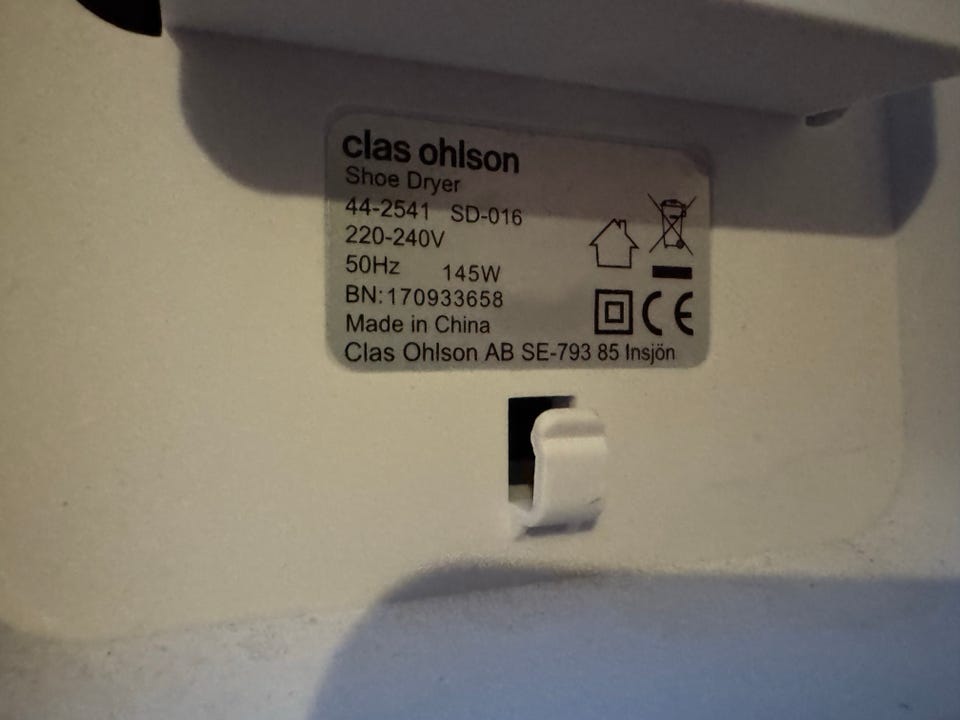 clas ohlson
Shoe Dryer
44-2541 SD-016
220-240V
50Hz 145W
BN:170933658
Made in China
Clas Ohlson AB SE-793 85 Insjön
CE